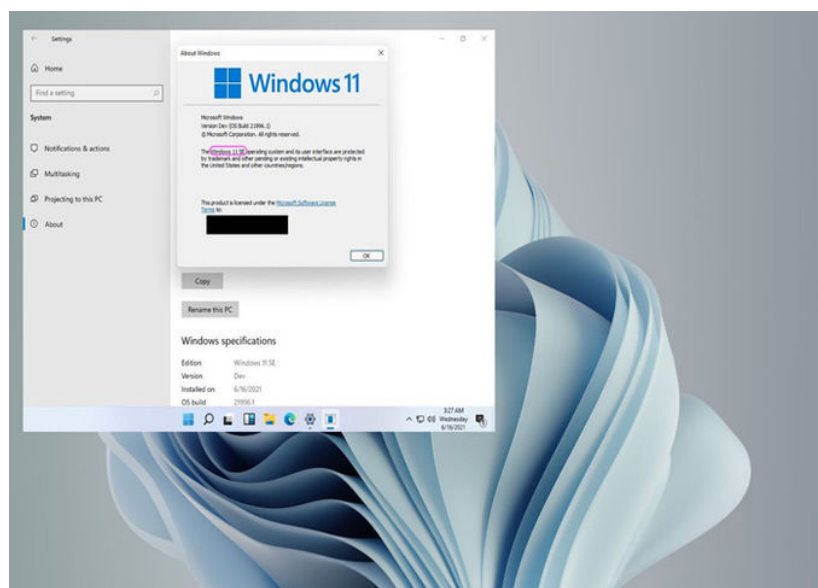 Settings
Home
Find a setting
System
Notifications & actions
Multitasking
Projecting to this PC
About
About Windows
Windows 11
Microsoft Windows
Version Dev (OS Build 21996.1)
© Microsoft Corporation. All rights reserved.
The Windows 11 SE operating system and its user interface are protected
by trademark and other pending or existing intellectual property rights in
the United States and other countries/regions.
This product is licensed under the Microsoft Software License
Terms to:
OK
Copy
Rename this PC
Windows specifications
Edition Windows 11 SE
Version Dev
Installed on 6/16/2021
OS build 21996.1
3:27 AM
Wednesday
6/16/2021